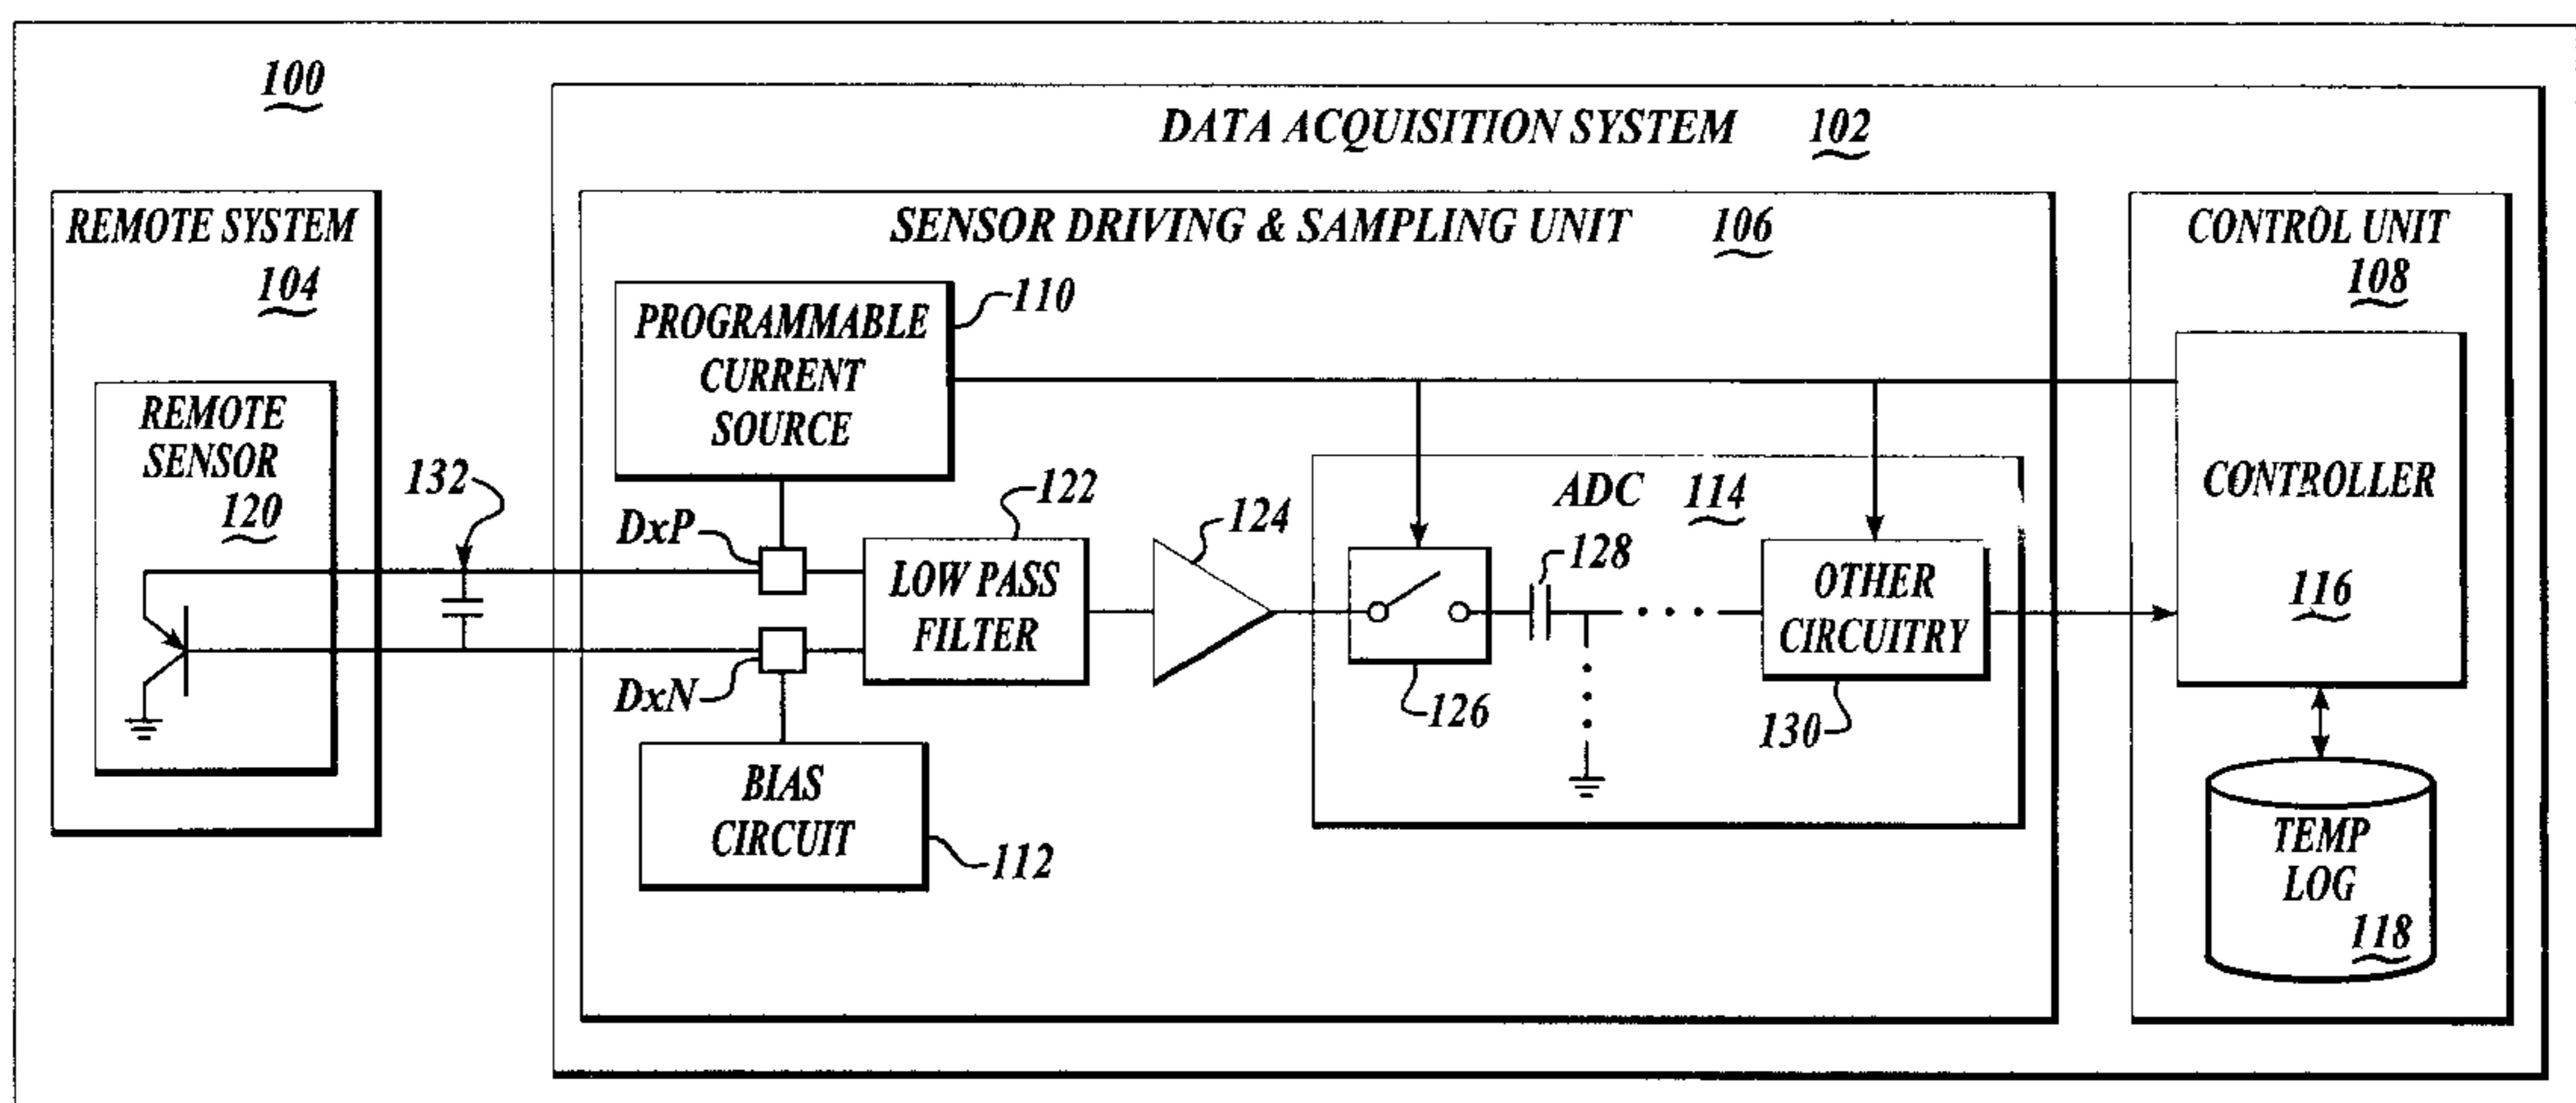 100
DATA ACQUISITION SYSTEM 102
REMOTE SYSTEM
104
SENSOR DRIVING & SAMPLING UNIT 106
CONTROL UNIT
108
PROGRAMMABLE
CURRENT
SOURCE
110
REMOTE
SENSOR
120
132
DxP
DxN
122
LOW PASS
FILTER
124
ADC 114
126
128
OTHER
CIRCUITRY
130
CONTROLLER
116
BIAS
CIRCUIT
112
TEMP
LOG
118